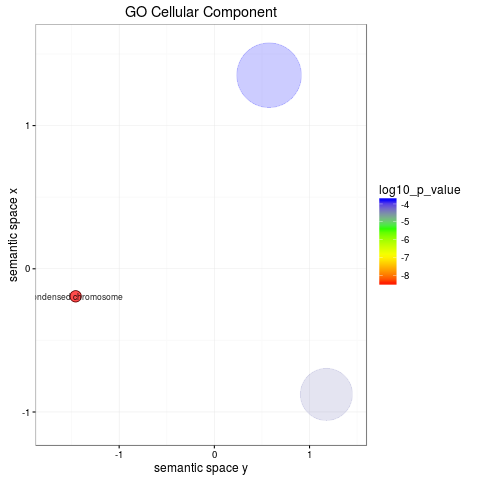 GO Cellular Component
semantic space x
1
0
-1
ondensed chromosome
-1
0
1
semantic space y
log10_p_value
-4
-5
-6
-7
-8